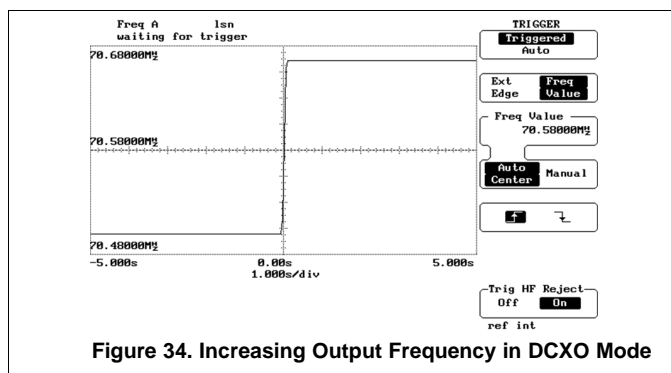 Freq A lsn
waiting for trigger
70.68000MHz
70.58000MHz
70.48000MHz
-5.000s 0.00s 5.000s
1.000s/div
TRIGGER
Triggered
Auto
Ext Freq
Edge Value
Freq Value
70.58000MHz
Auto Manual
Center
Trig HF Reject
Off On
ref int
Figure 34. Increasing Output Frequency in DCXO Mode